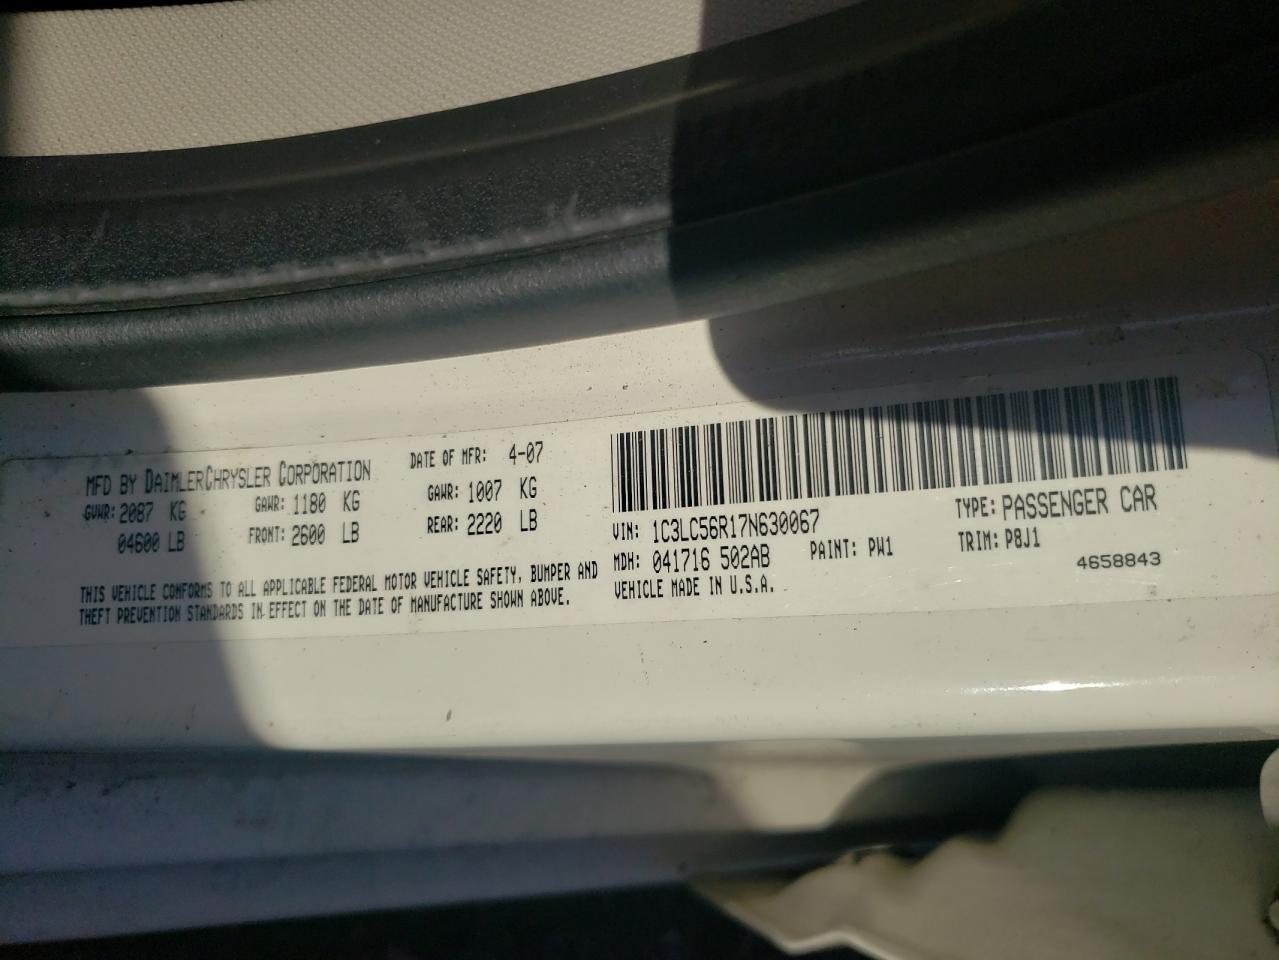 MFD BY DAIMLERCHRYSLER CORPORATION DATE OF MFR: 4-07
GVWR: 2087 KG GAWR: 1180 KG GAWR: 1007 KG
04600 LB FRONT: 2600 LB REAR: 2220 LB
THIS VEHICLE CONFORMS TO ALL APPLICABLE FEDERAL MOTOR VEHICLE SAFETY, BUMPER AND
THEFT PREVENTION STANDARDS IN EFFECT ON THE DATE OF MANUFACTURE SHOWN ABOVE.
VIN: 1C3LC56R17N630067 TYPE: PASSENGER CAR
MDH: 041716 502AB PAINT: PW1 TRIM: P8J1
VEHICLE MADE IN U.S.A. 4658843